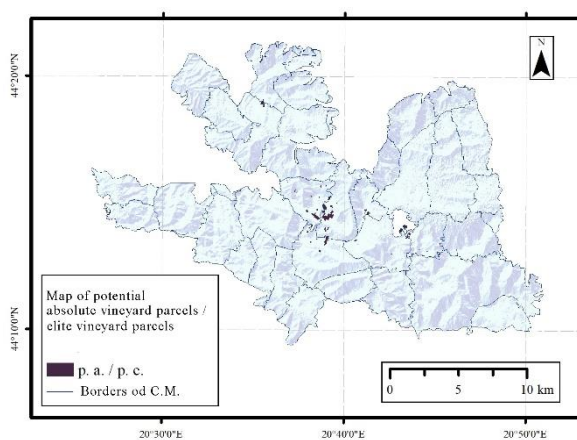 44°20'0"N
N
Map of potential
absolute vineyard parcels /
elite vineyard parcels
p. a. / p. c.
Borders od C.M.
44°10'0"N
0 5 10 km
20°30'0"E 20°40'0"E 20°50'0"E